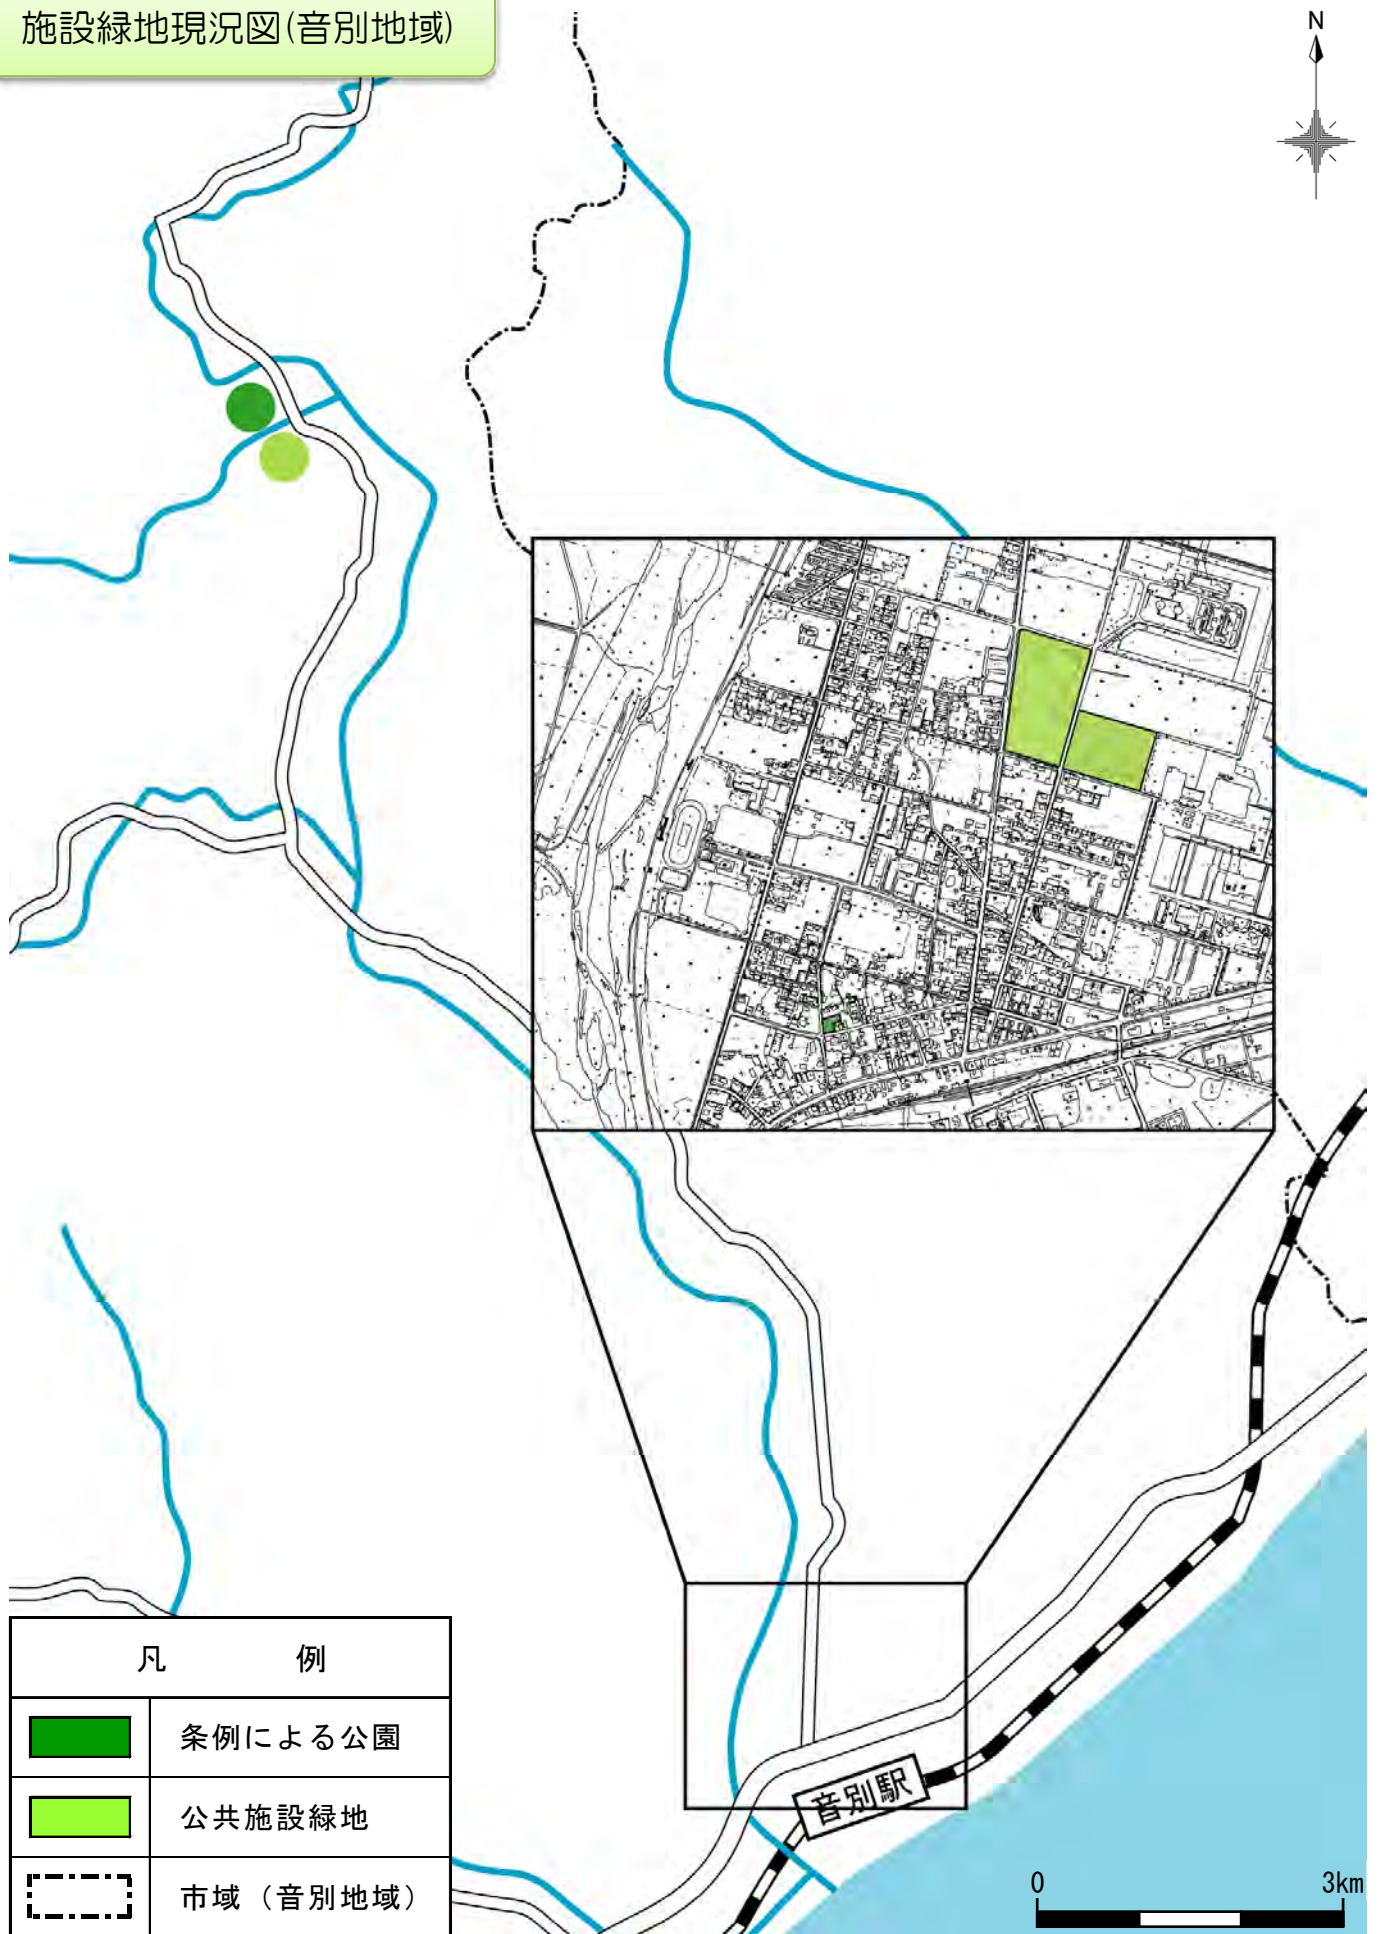 施設緑地現況図(音別地域)
N
音別駅
凡 例
条例による公園
公共施設緑地
市域（音別地域）
0 3km